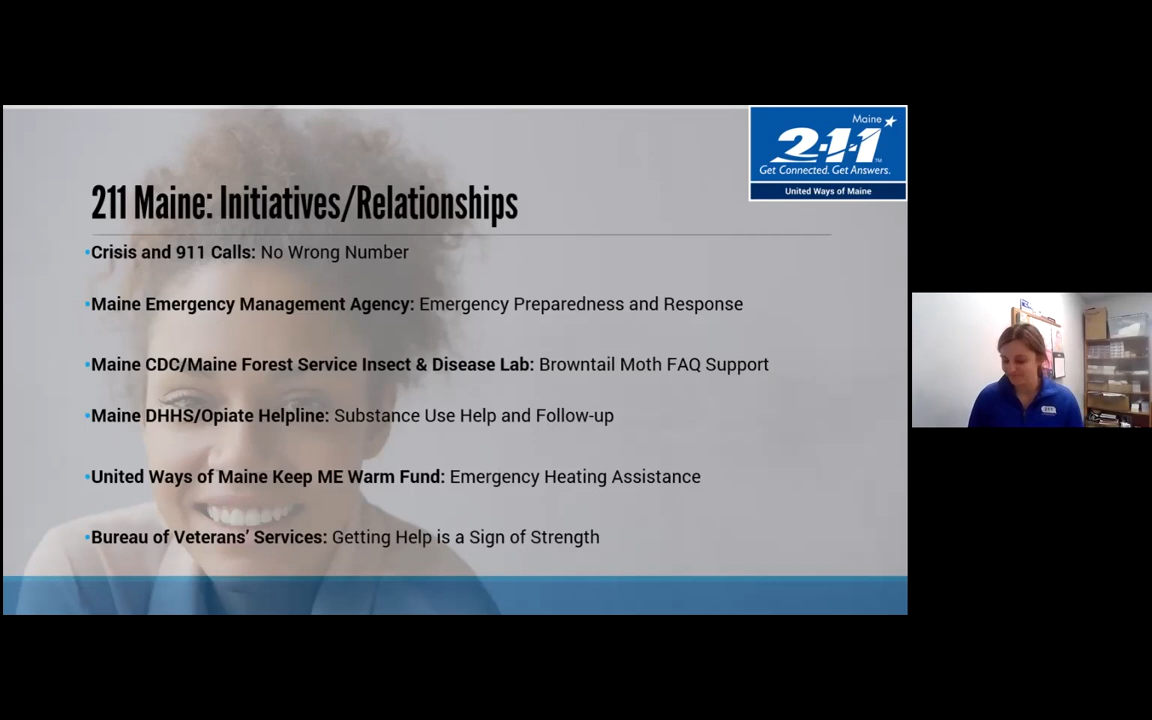 Maine
2-1-1
Get Connected. Get Answers.
United Ways of Maine
211 Maine: Initiatives/Relationships
•Crisis and 911 Calls: No Wrong Number
•Maine Emergency Management Agency: Emergency Preparedness and Response
•Maine CDC/Maine Forest Service Insect & Disease Lab: Browntail Moth FAQ Support
•Maine DHHS/Opiate Helpline: Substance Use Help and Follow-up
•United Ways of Maine Keep ME Warm Fund: Emergency Heating Assistance
•Bureau of Veterans’ Services: Getting Help is a Sign of Strength
211